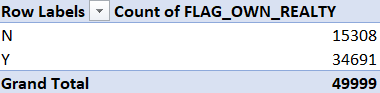 Row Labels Count of FLAG_OWN_REALTY
N 15308
Y 34691
Grand Total 49999